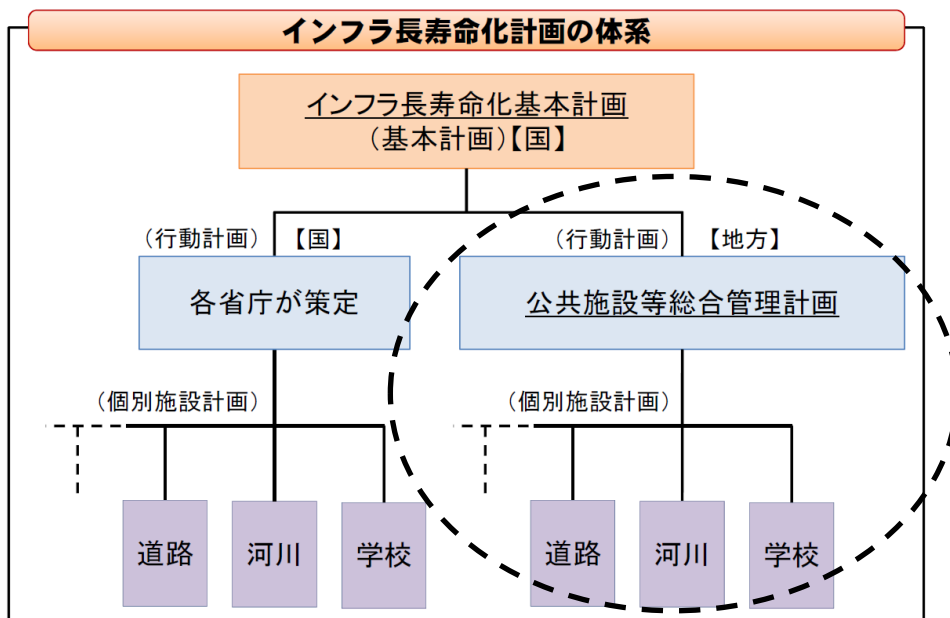 インフラ長寿命化計画の体系
インフラ長寿命化基本計画
(基本計画)【国】
(行動計画) 【国】
(行動計画) 【地方】
各省庁が策定
公共施設等総合管理計画
(個別施設計画)
(個別施設計画)
道路 河川 学校
道路 河川 学校